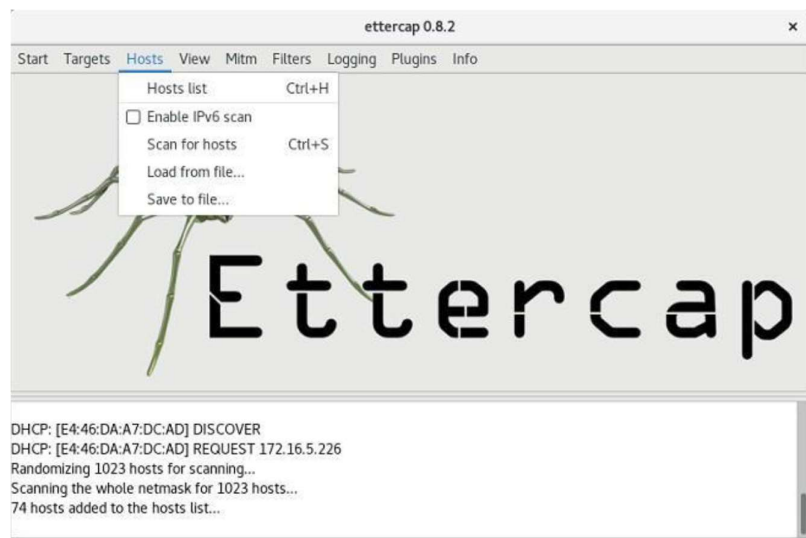 ettercap 0.8.2 ×
Start Targets Hosts View Mitm Filters Logging Plugins Info
Hosts list Ctrl+H
Enable IPv6 scan
Scan for hosts Ctrl+S
Load from file...
Save to file...
Ettercap
DHCP: [E4:46:DA:A7:DC:AD] DISCOVER
DHCP: [E4:46:DA:A7:DC:AD] REQUEST 172.16.5.226
Randomizing 1023 hosts for scanning...
Scanning the whole netmask for 1023 hosts...
74 hosts added to the hosts list...